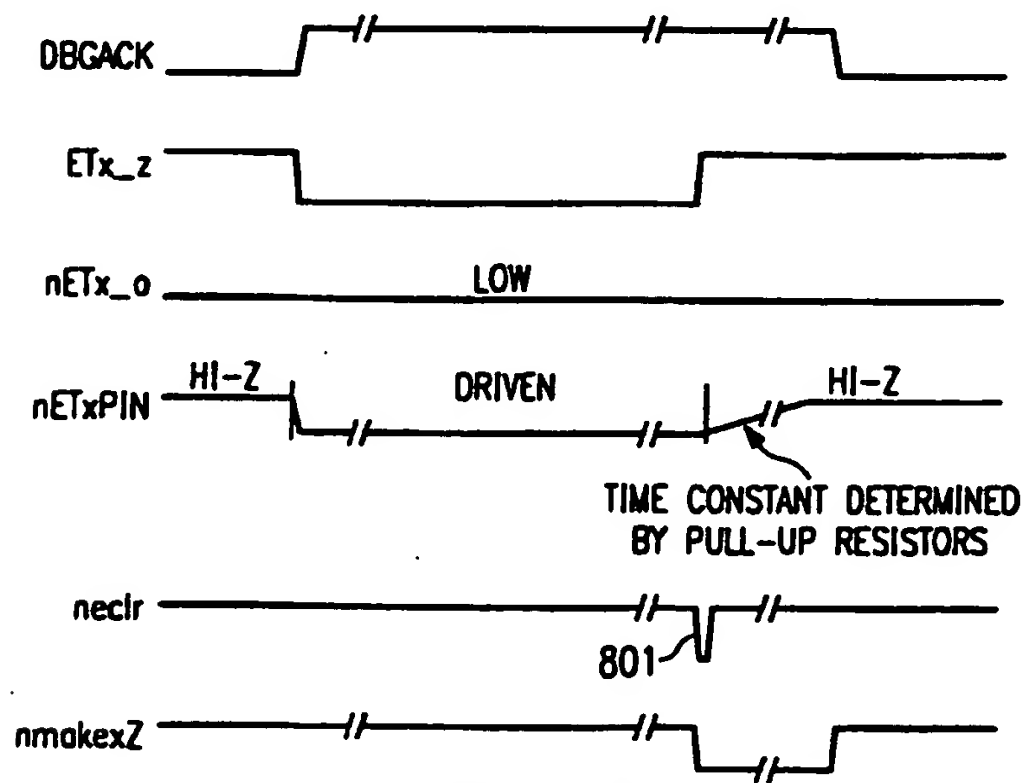 DBGACK
ETx_z
nETx_o LOW
nETxPIN HI-Z DRIVEN HI-Z
TIME CONSTANT DETERMINED
BY PULL-UP RESISTORS
neclr
801
nmakexZ